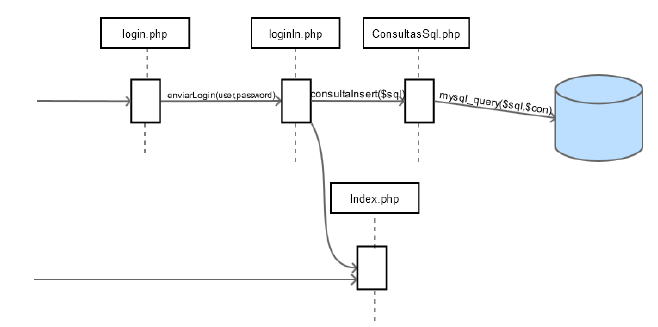 login.php
loginIn.php
ConsultasSql.php
enviarLogin(user,password)
consultaInsert($sql)
mysql_query($sql,$con)
Index.php